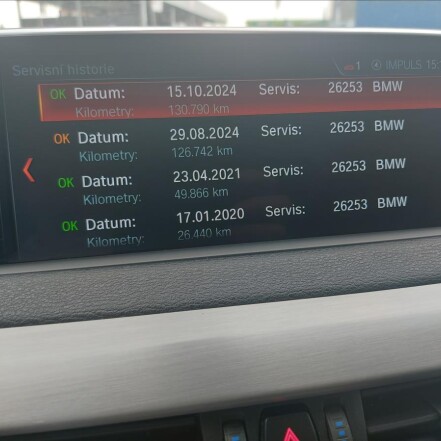 Servisní historie 1 IMPULS 15:
OK Datum: 15.10.2024 Servis: 26253 BMW
Kilometry: 130.790 km
OK Datum: 29.08.2024 Servis: 26253 BMW
Kilometry: 126.742 km
OK Datum: 23.04.2021 Servis: 26253 BMW
Kilometry: 49.866 km
OK Datum: 17.01.2020 Servis: 26253 BMW
Kilometry: 26.440 km